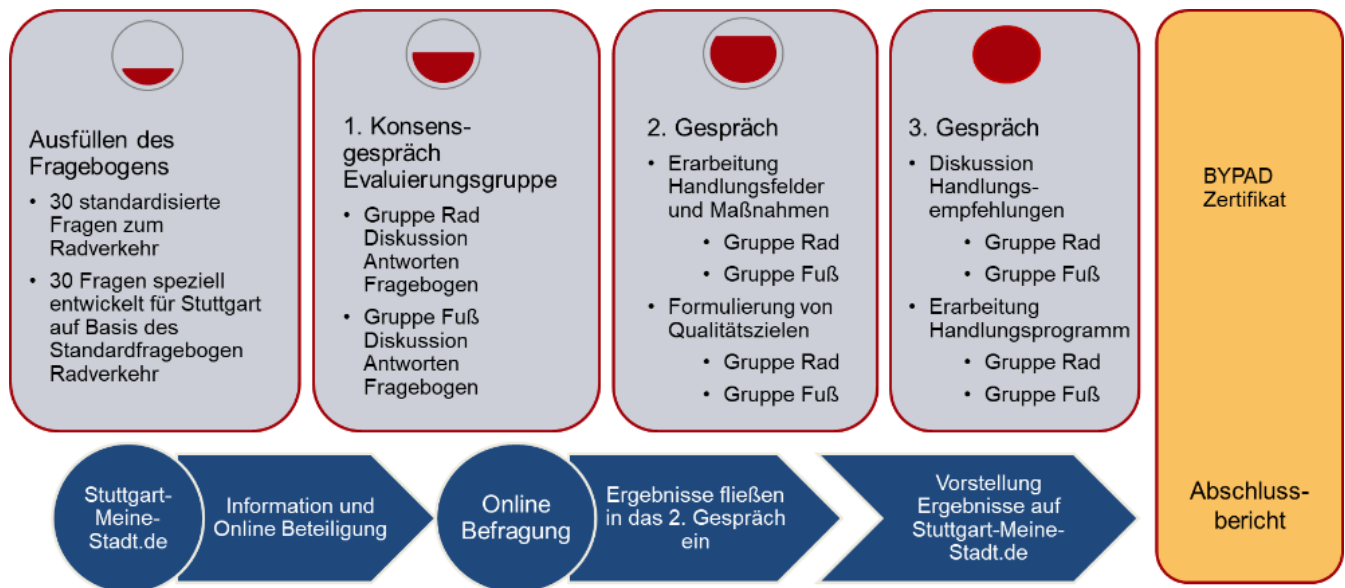 Ausfüllen des
Fragebogens
• 30 standardisierte
Fragen zum
Radverkehr
• 30 Fragen speziell
entwickelt für Stuttgart
auf Basis des
Standardfragebogen
Radverkehr
1. Konsens-
gespräch
Evaluierungsgruppe
• Gruppe Rad
Diskussion
Antworten
Fragebogen
• Gruppe Fuß
Diskussion
Antworten
Fragebogen
2. Gespräch
• Erarbeitung
Handlungsfelder
und Maßnahmen
• Gruppe Rad
• Gruppe Fuß
• Formulierung von
Qualitätszielen
• Gruppe Rad
• Gruppe Fuß
3. Gespräch
• Diskussion
Handlungs-
empfehlungen
• Gruppe Rad
• Gruppe Fuß
• Erarbeitung
Handlungsprogramm
• Gruppe Rad
• Gruppe Fuß
BYPAD
Zertifikat
Abschluss-
bericht
Stuttgart-
Meine-
Stadt.de
Information und
Online Beteiligung
Online
Befragung
Ergebnisse fließen
in das 2. Gespräch
ein
Vorstellung
Ergebnisse auf
Stuttgart-Meine-
Stadt.de